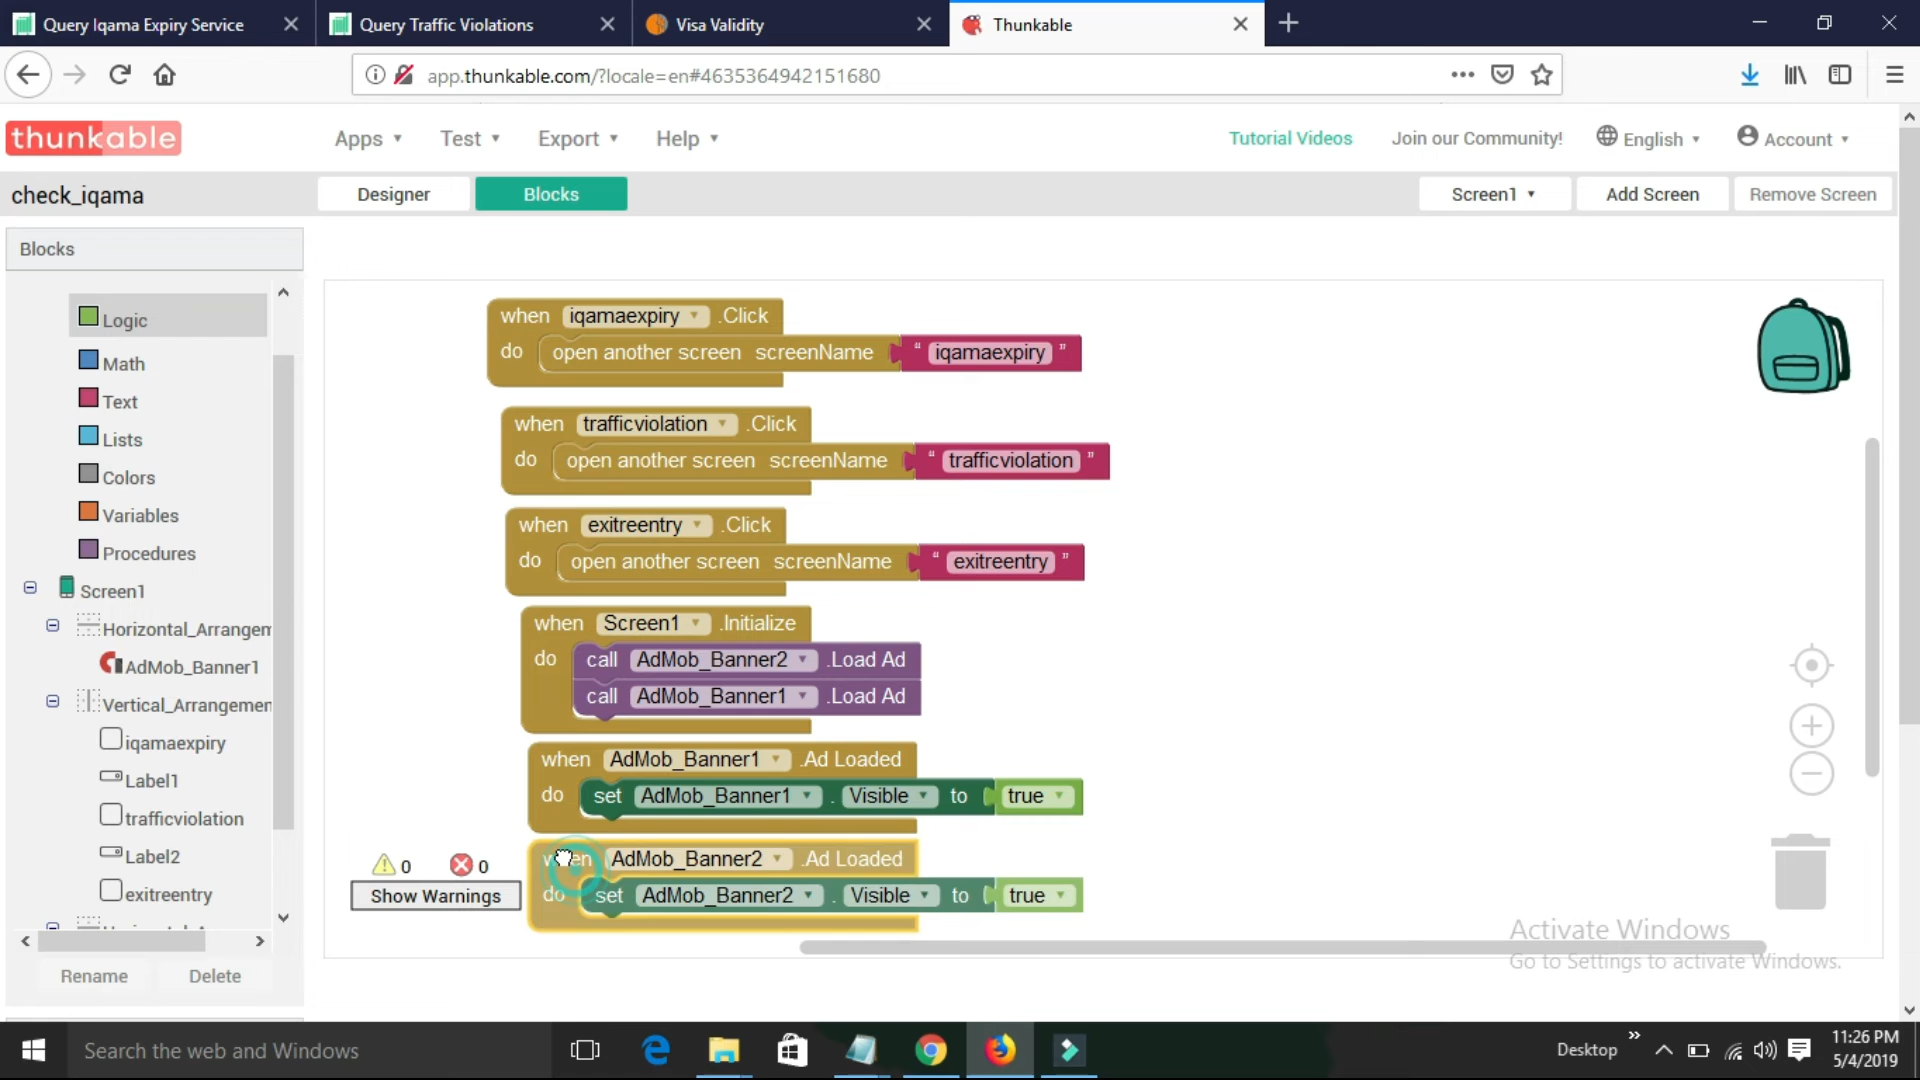 Query Iqama Expiry Service
Query Traffic Violations
Visa Validity
Thunkable
app.thunkable.com/?locale=en#4635364942151680
thunkable
Apps
Test
Export
Help
Tutorial Videos
Join our Community!
English
Account
check_iqama
Designer
Blocks
Screen1
Add Screen
Remove Screen
Blocks
Logic
Math
Text
Lists
Colors
Variables
Procedures
Screen1
Horizontal_Arrangem
AdMob_Banner1
Vertical_Arrangemen
iqamaexpiry
Label1
trafficviolation
Label2
exitreentry
Rename
Delete
when iqamaexpiry .Click
do open another screen screenName “ iqamaexpiry ”
when trafficviolation .Click
do open another screen screenName “ trafficviolation ”
when exitreentry .Click
do open another screen screenName “ exitreentry ”
when Screen1 .Initialize
do call AdMob_Banner2 .Load Ad
call AdMob_Banner1 .Load Ad
when AdMob_Banner1 .Ad Loaded
do set AdMob_Banner1 . Visible to true
when AdMob_Banner2 .Ad Loaded
do set AdMob_Banner2 . Visible to true
0 0
Show Warnings
Activate Windows
Go to Settings to activate Windows.
Search the web and Windows
Desktop
11:26 PM
5/4/2019